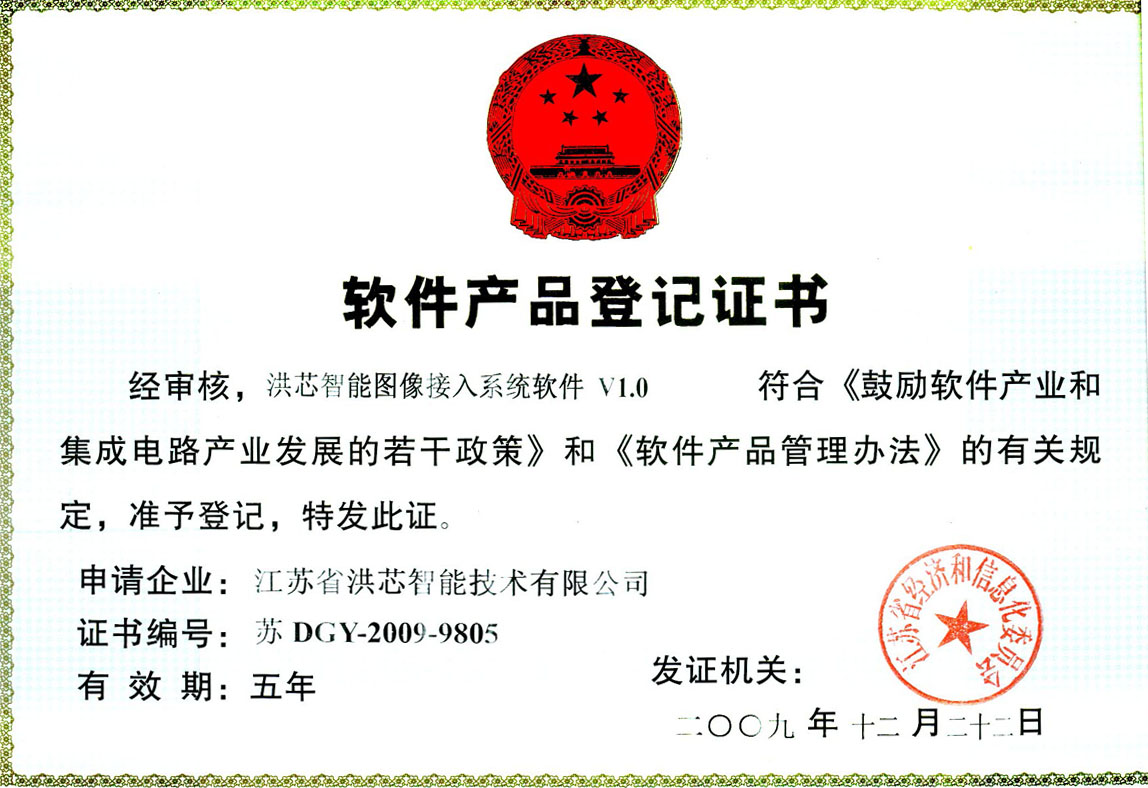 软件产品登记证书
经审核，洪芯智能图像接入系统软件 V1.0 符合《鼓励软件产业和
集成电路产业发展的若干政策》和《软件产品管理办法》的有关规
定，准予登记，特发此证。
申请企业：江苏省洪芯智能技术有限公司
证书编号：苏 DGY-2009-9805
有 效 期：五年
发证机关：
江苏省经济和信息化委员会
二〇〇九 年 十二 月 二十二 日